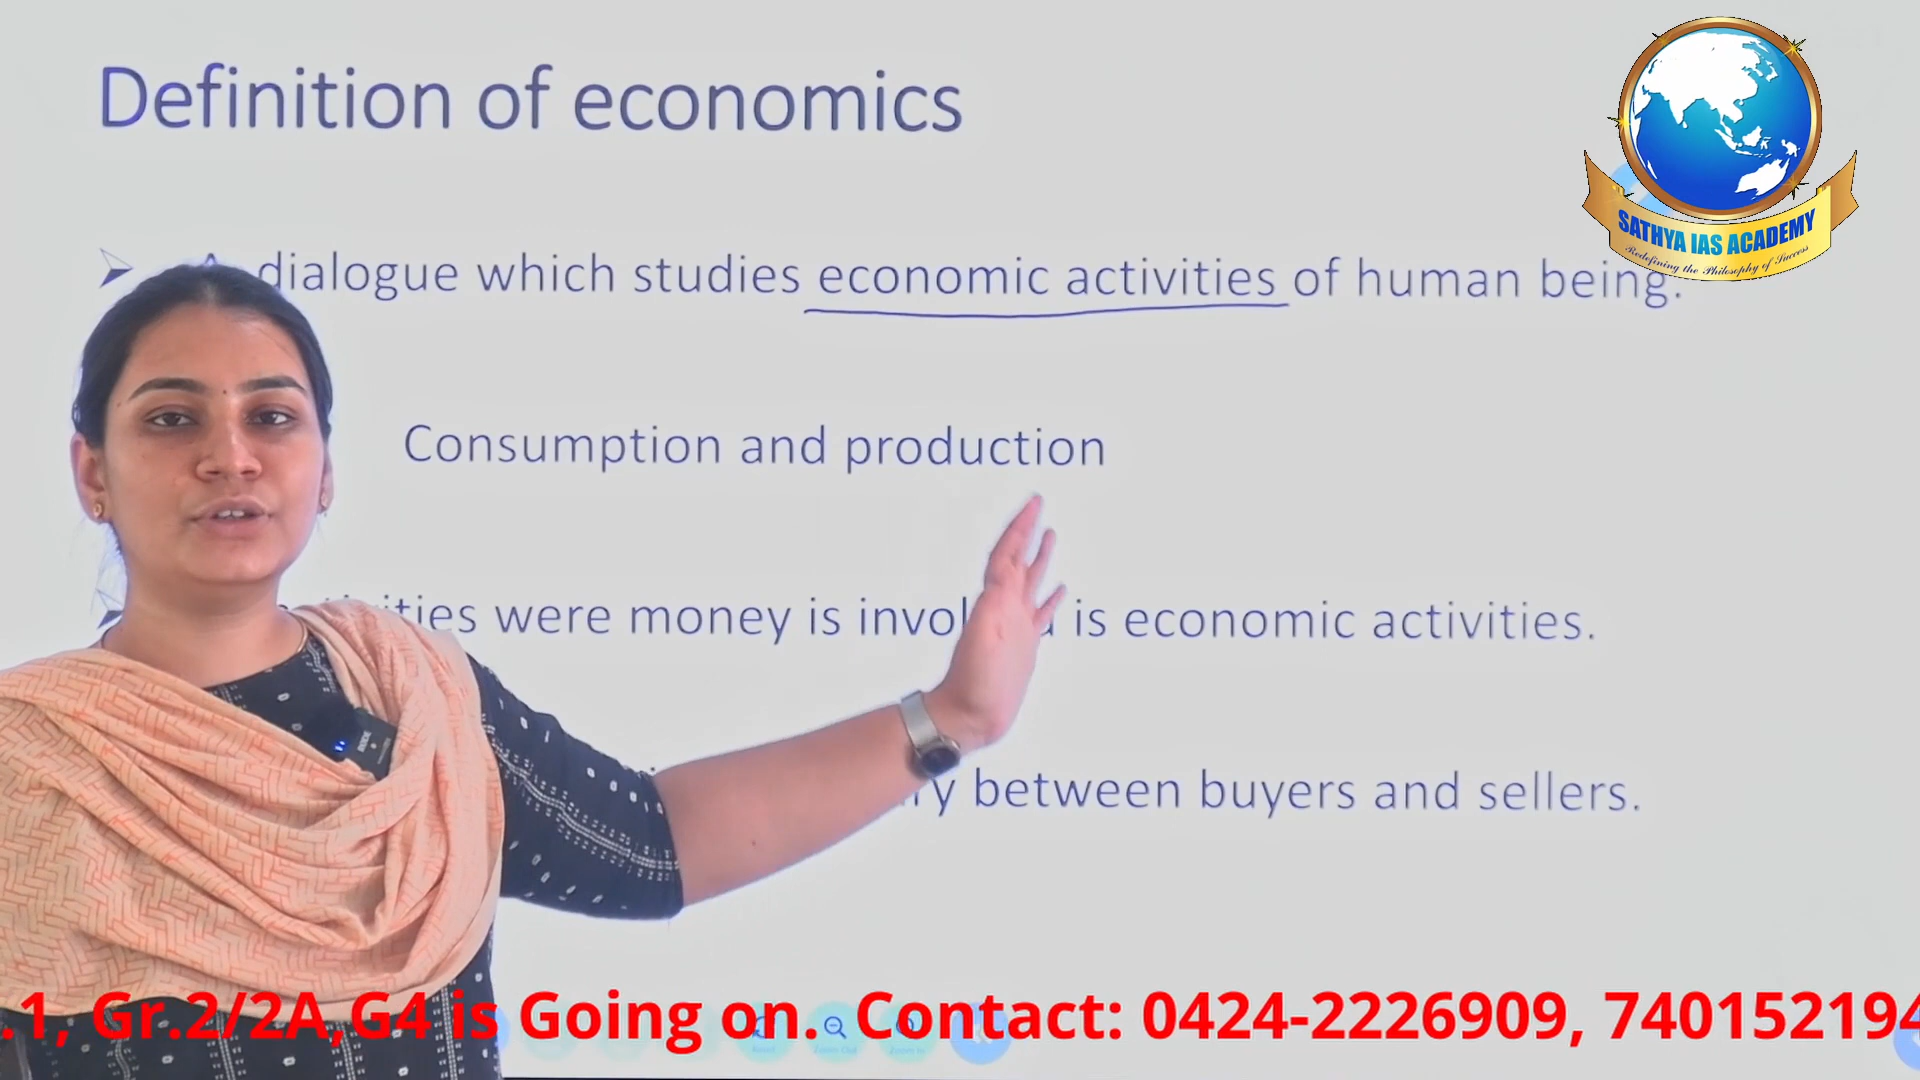 Definition of economics
SATHYA IAS ACADEMY
Redefining the Philosophy of Success
A dialogue which studies economic activities of human being.
Consumption and production
were money is is economic activities.
between buyers and sellers.
.1, Gr.2/2A,G4 is Going on. Contact: 0424-2226909, 740152194